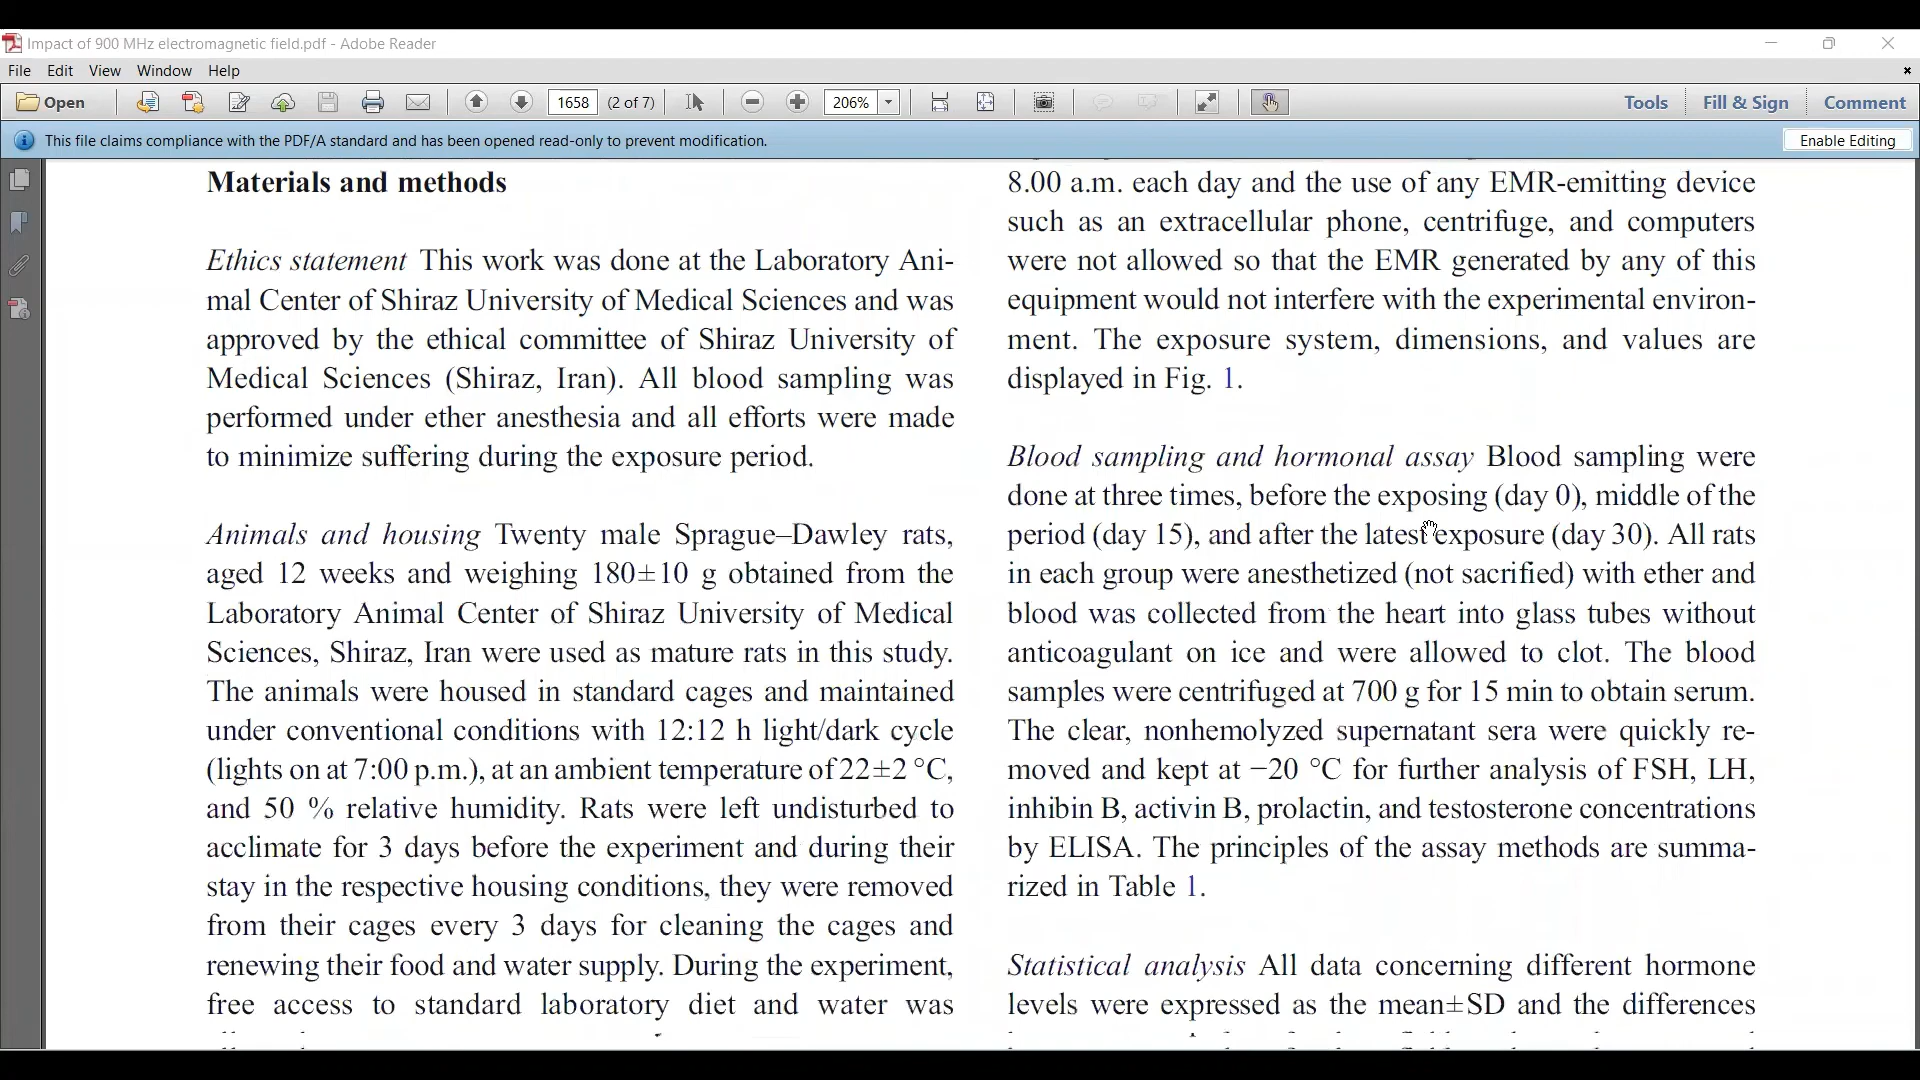 Impact of 900 MHz electromagnetic field.pdf - Adobe Reader
File Edit View Window Help
Open 1658 (2 of 7) 206% Tools Fill & Sign Comment
This file claims compliance with the PDF/A standard and has been opened read-only to prevent modification. Enable Editing
Materials and methods
Ethics statement This work was done at the Laboratory Ani-
mal Center of Shiraz University of Medical Sciences and was
approved by the ethical committee of Shiraz University of
Medical Sciences (Shiraz, Iran). All blood sampling was
performed under ether anesthesia and all efforts were made
to minimize suffering during the exposure period.
Animals and housing Twenty male Sprague–Dawley rats,
aged 12 weeks and weighing 180±10 g obtained from the
Laboratory Animal Center of Shiraz University of Medical
Sciences, Shiraz, Iran were used as mature rats in this study.
The animals were housed in standard cages and maintained
under conventional conditions with 12:12 h light/dark cycle
(lights on at 7:00 p.m.), at an ambient temperature of 22±2 °C,
and 50 % relative humidity. Rats were left undisturbed to
acclimate for 3 days before the experiment and during their
stay in the respective housing conditions, they were removed
from their cages every 3 days for cleaning the cages and
renewing their food and water supply. During the experiment,
free access to standard laboratory diet and water was
8.00 a.m. each day and the use of any EMR-emitting device
such as an extracellular phone, centrifuge, and computers
were not allowed so that the EMR generated by any of this
equipment would not interfere with the experimental environ-
ment. The exposure system, dimensions, and values are
displayed in Fig. 1.
Blood sampling and hormonal assay Blood sampling were
done at three times, before the exposing (day 0), middle of the
period (day 15), and after the latest exposure (day 30). All rats
in each group were anesthetized (not sacrified) with ether and
blood was collected from the heart into glass tubes without
anticoagulant on ice and were allowed to clot. The blood
samples were centrifuged at 700 g for 15 min to obtain serum.
The clear, nonhemolyzed supernatant sera were quickly re-
moved and kept at −20 °C for further analysis of FSH, LH,
inhibin B, activin B, prolactin, and testosterone concentrations
by ELISA. The principles of the assay methods are summa-
rized in Table 1.
Statistical analysis All data concerning different hormone
levels were expressed as the mean±SD and the differences